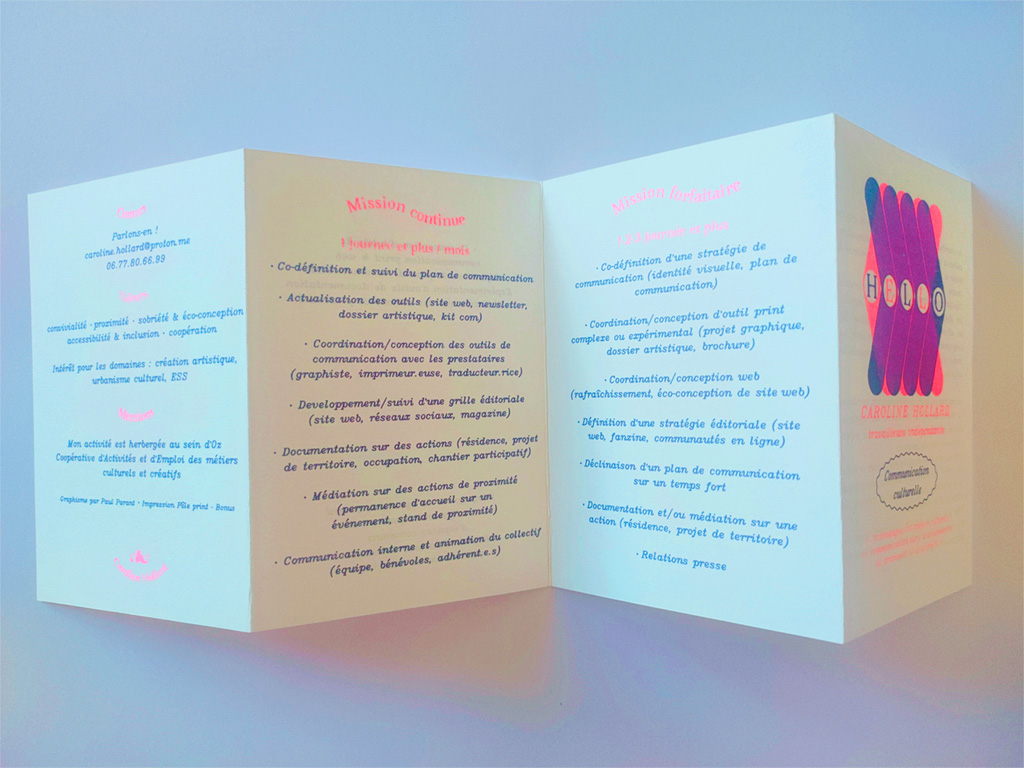 Parlons-en !
caroline.hollard@proton.me
06.77.80.66.99
convivialité · proximité · sobriété & éco-conception
accessibilité & inclusion · coopération
Intérêt pour les domaines : création artistique,
urbanisme culturel, ESS
Mon activité est herbergée au sein d'Oz
Coopérative d'Activités et d'Emploi des métiers
culturels et créatifs
Graphisme par Paul Parant · Impression Pôle print - Bonus
Mission continue
1 journée et plus / mois
· Co-définition et suivi du plan de communication
· Actualisation des outils (site web, newsletter,
dossier artistique, kit com)
· Coordination/conception des outils de
communication avec les prestataires
(graphiste, imprimeur.euse, traducteur.rice)
· Developpement/suivi d'une grille éditoriale
(site web, réseaux sociaux, magazine)
· Documentation sur des actions (résidence, projet
de territoire, occupation, chantier participatif)
· Médiation sur des actions de proximité
(permanence d'accueil sur un
événement, stand de proximité)
· Communication interne et animation du collectif
(équipe, bénévoles, adhérent.e.s)
Mission forfaitaire
· Co-définition d'une stratégie de
communication (identité visuelle, plan de
communication)
· Coordination/conception d'outil print
complexe ou expérimental (projet graphique,
dossier artistique, brochure)
· Coordination/conception web
(rafraîchissement, éco-conception de site web)
· Définition d'une stratégie éditoriale (site
web, fanzine, communautés en ligne)
· Déclinaison d'un plan de communication
sur un temps fort
· Documentation et/ou médiation sur une
action (résidence, projet de territoire)
· Relations presse
HELLO
CAROLINE HOLLARD
travailleuse indépendante
Communication
culturelle